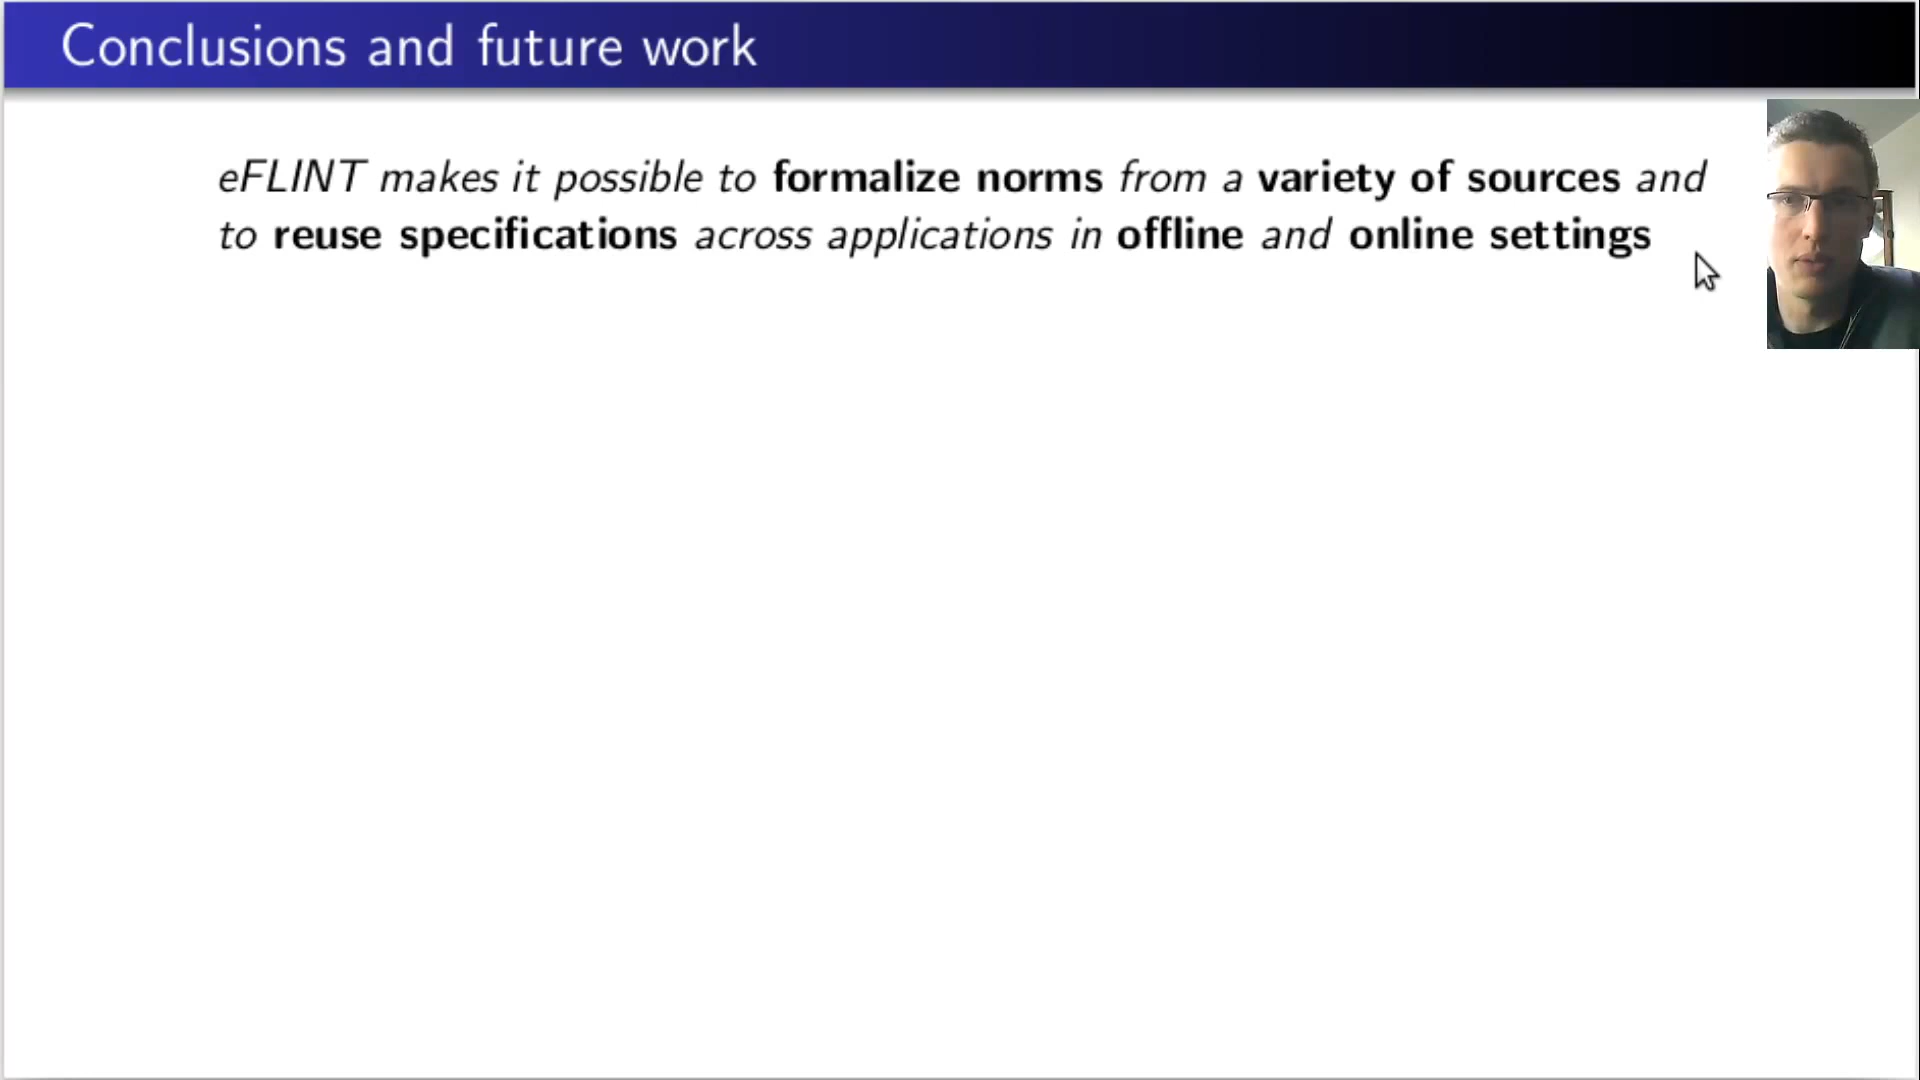 Conclusions and future work
eFLINT makes it possible to formalize norms from a variety of sources and
to reuse specifications across applications in offline and online settings